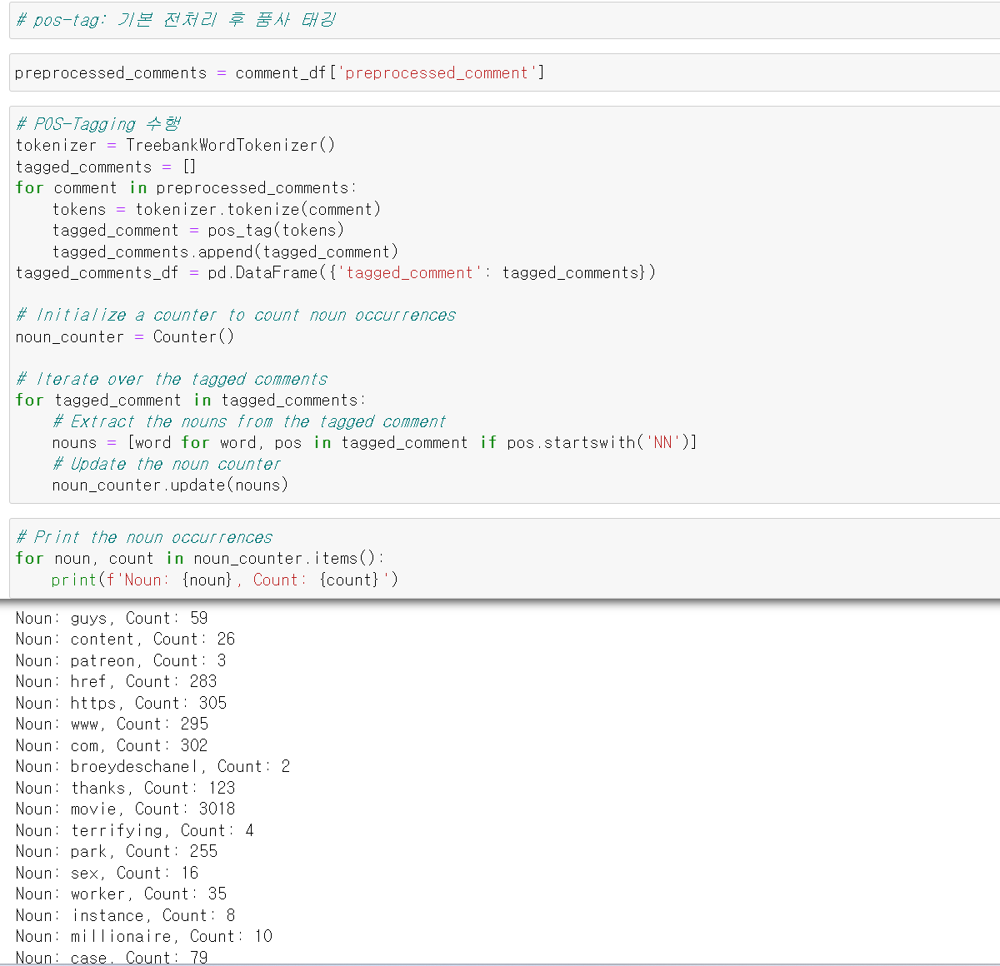 # pos-tag: 기본 전처리 후 품사 태깅
preprocessed_comments = comment_df['preprocessed_comment']
# POS-Tagging 수행
tokenizer = TreebankWordTokenizer()
tagged_comments = []
for comment in preprocessed_comments:
    tokens = tokenizer.tokenize(comment)
    tagged_comment = pos_tag(tokens)
    tagged_comments.append(tagged_comment)
tagged_comments_df = pd.DataFrame({'tagged_comment': tagged_comments})
# Initialize a counter to count noun occurrences
noun_counter = Counter()
# Iterate over the tagged comments
for tagged_comment in tagged_comments:
    # Extract the nouns from the tagged comment
    nouns = [word for word, pos in tagged_comment if pos.startswith('NN')]
    # Update the noun counter
    noun_counter.update(nouns)
# Print the noun occurrences
for noun, count in noun_counter.items():
    print(f'Noun: {noun}, Count: {count}')
Noun: guys, Count: 59
Noun: content, Count: 26
Noun: patreon, Count: 3
Noun: href, Count: 283
Noun: https, Count: 305
Noun: www, Count: 295
Noun: com, Count: 302
Noun: broeydeschanel, Count: 2
Noun: thanks, Count: 123
Noun: movie, Count: 3018
Noun: terrifying, Count: 4
Noun: park, Count: 255
Noun: sex, Count: 16
Noun: worker, Count: 35
Noun: instance, Count: 8
Noun: millionaire, Count: 10
Noun: case, Count: 79